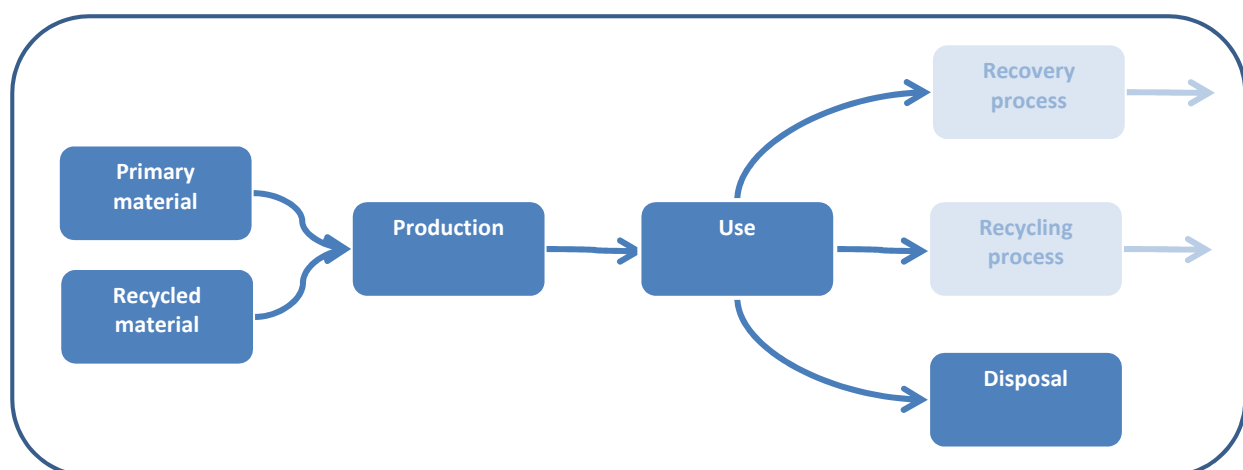 Primary
material
Recycled
material
Production
Use
Recovery
process
Recycling
process
Disposal